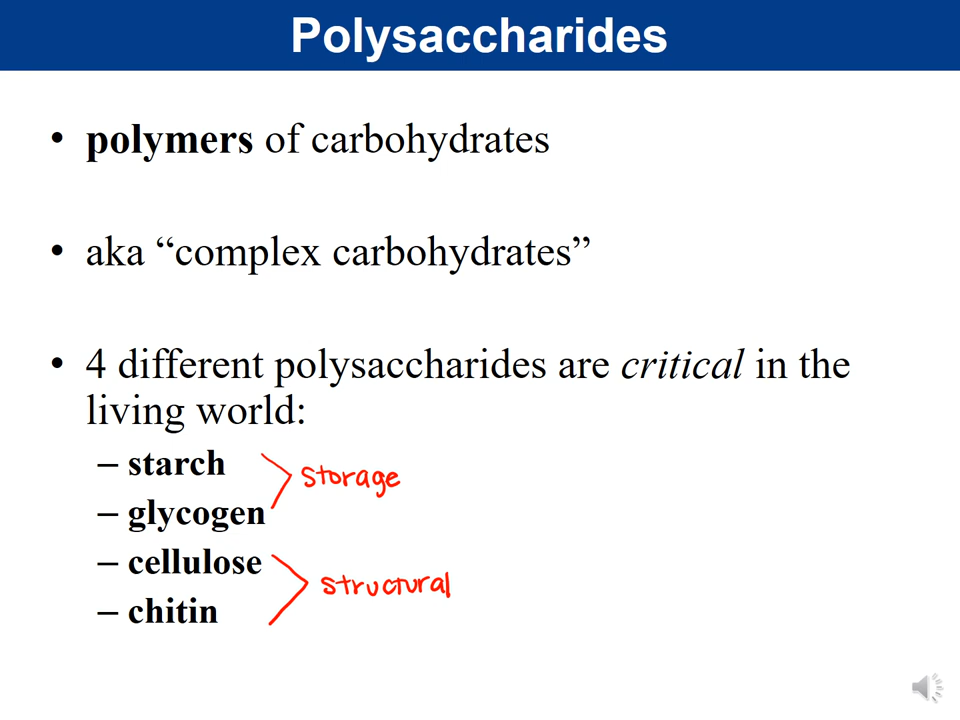 Polysaccharides
• polymers of carbohydrates
• aka “complex carbohydrates”
• 4 different polysaccharides are critical in the
living world:
– starch
storage
– glycogen
– cellulose
structural
– chitin